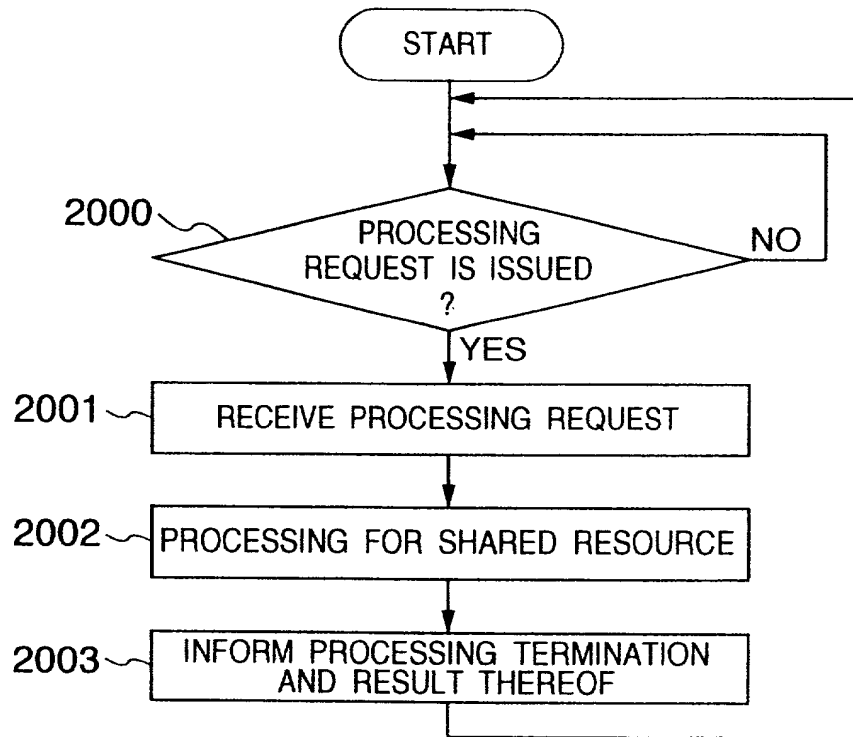 START
2000
PROCESSING
REQUEST IS ISSUED
?
NO
YES
2001
RECEIVE PROCESSING REQUEST
2002
PROCESSING FOR SHARED RESOURCE
2003
INFORM PROCESSING TERMINATION
AND RESULT THEREOF